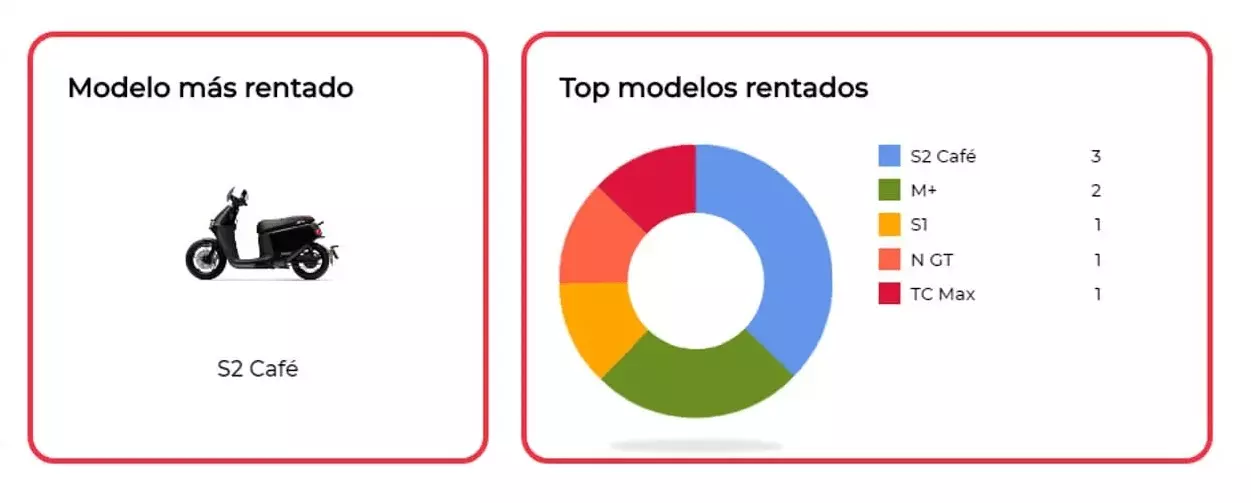 Modelo más rentado
S2 Café
Top modelos rentados
S2 Café 3
M+ 2
S1 1
N GT 1
TC Max 1